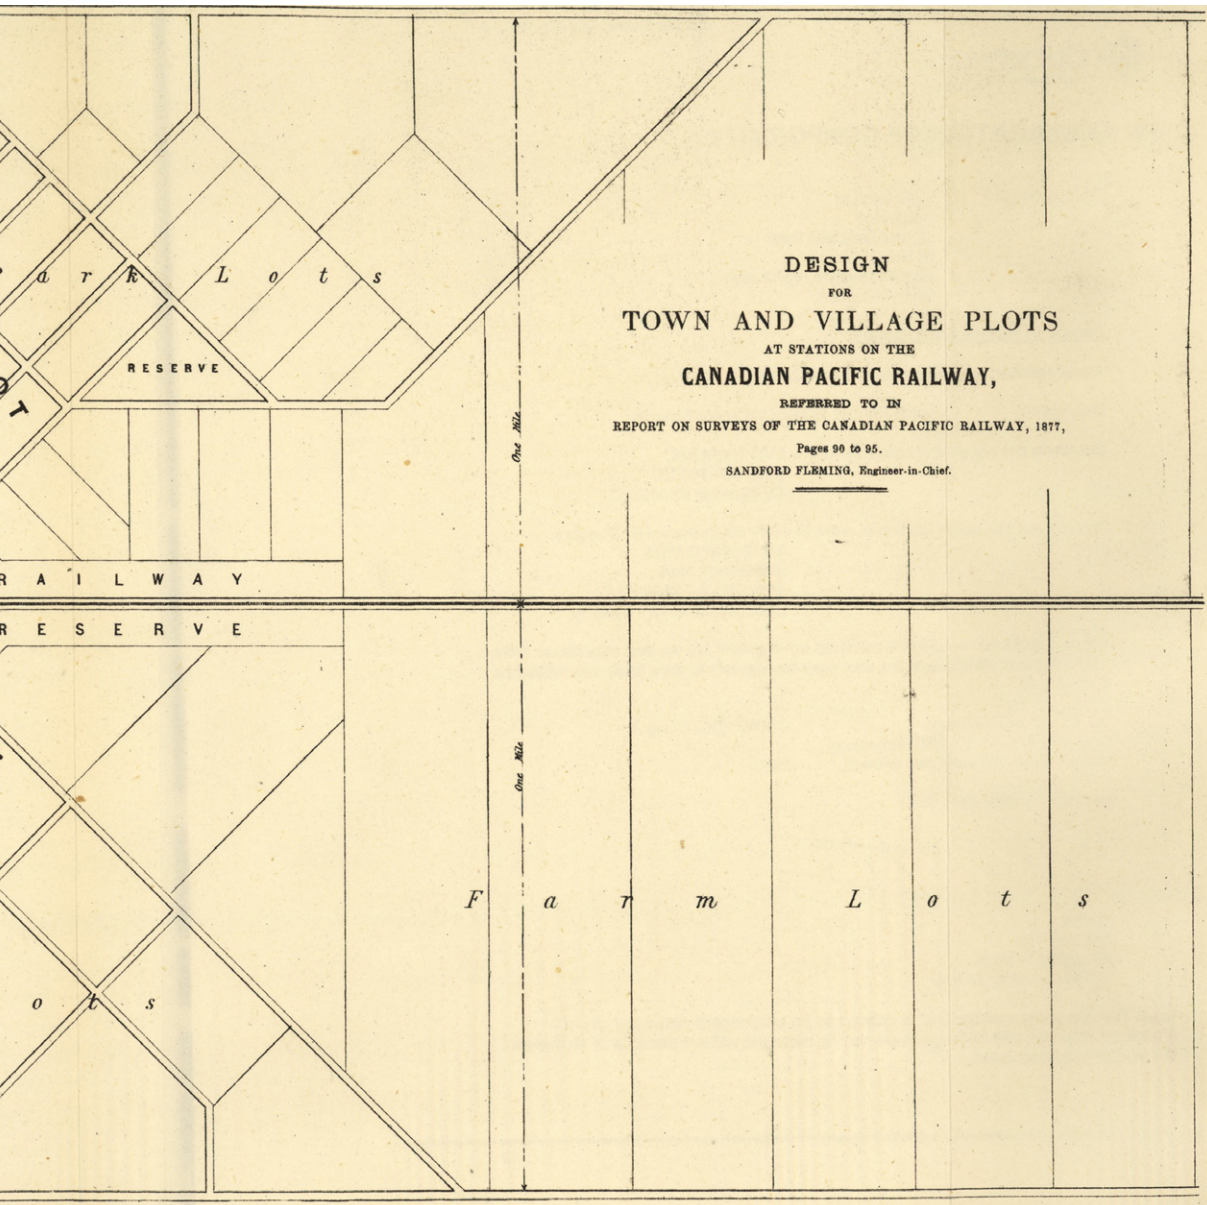 ark Lots
RESERVE
OT
One Mile
DESIGN
FOR
TOWN AND VILLAGE PLOTS
AT STATIONS ON THE
CANADIAN PACIFIC RAILWAY,
REFERRED TO IN
REPORT ON SURVEYS OF THE CANADIAN PACIFIC RAILWAY, 1877,
Pages 90 to 95.
SANDFORD FLEMING, Engineer-in-Chief.
RAILWAY
RESERVE
One Mile
Farm Lots
ots